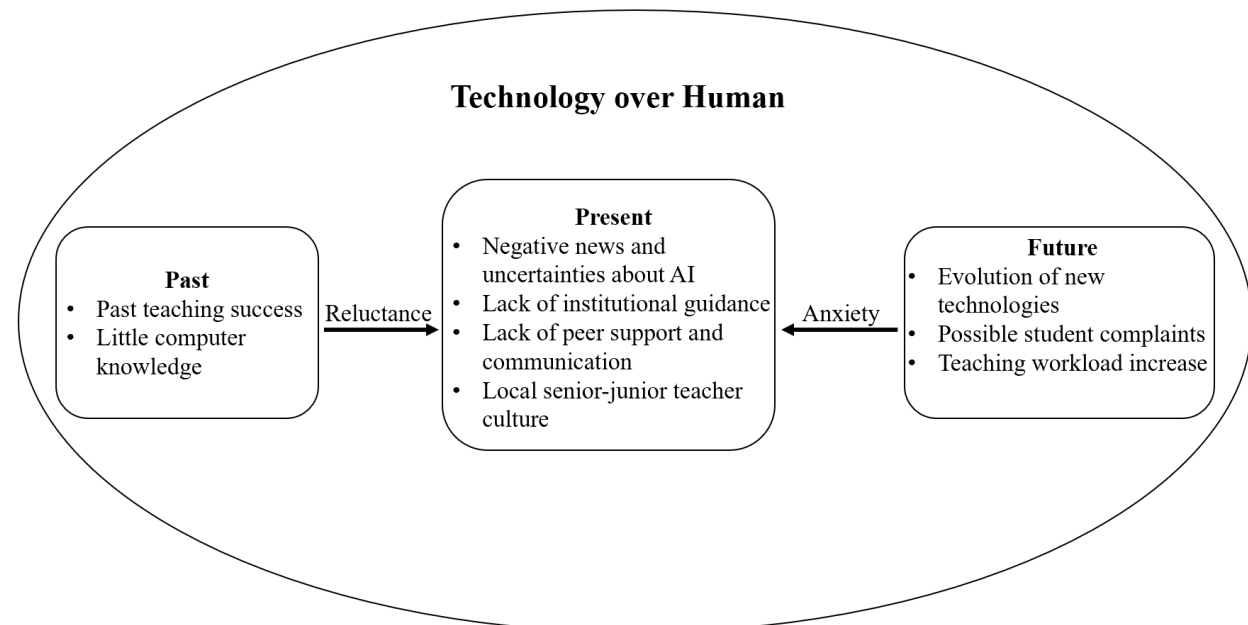 Technology over Human
Past
• Past teaching success
• Little computer
knowledge
Reluctance
Present
• Negative news and
uncertainties about AI
• Lack of institutional guidance
• Lack of peer support and
communication
• Local senior-junior teacher
culture
Anxiety
Future
• Evolution of new
technologies
• Possible student complaints
• Teaching workload increase